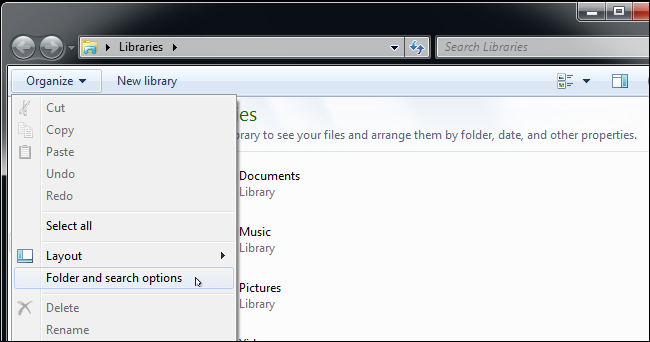 Libraries
Search Libraries
Organize
New library
Cut
Copy
Paste
Undo
Redo
Select all
Layout
Folder and search options
Delete
Rename
es
brary to see your files and arrange them by folder, date, and other properties.
Documents
Library
Music
Library
Pictures
Library